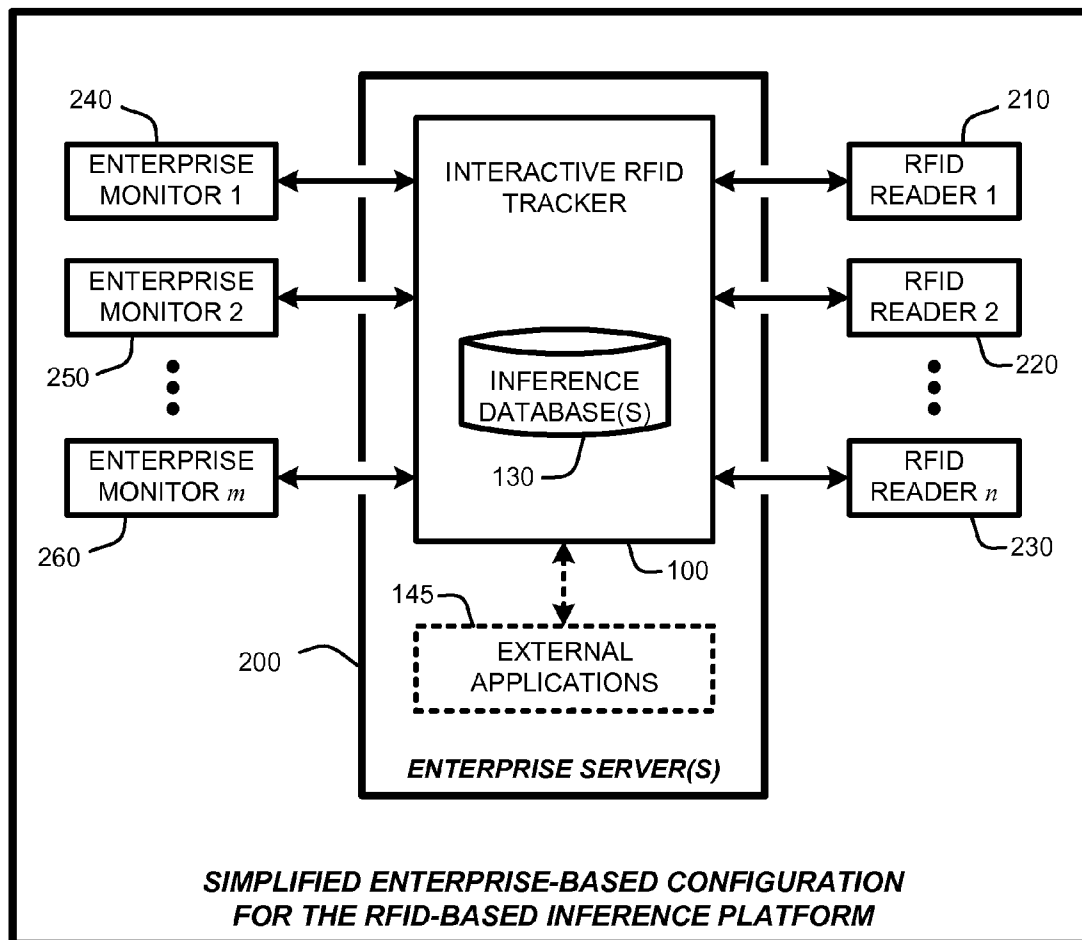 240
ENTERPRISE
MONITOR 1
ENTERPRISE
MONITOR 2
250
ENTERPRISE
MONITOR m
260
INTERACTIVE RFID
TRACKER
INFERENCE
DATABASE(S)
130
100
145
EXTERNAL
APPLICATIONS
200
ENTERPRISE SERVER(S)
210
RFID
READER 1
RFID
READER 2
220
RFID
READER n
230
SIMPLIFIED ENTERPRISE-BASED CONFIGURATION
FOR THE RFID-BASED INFERENCE PLATFORM